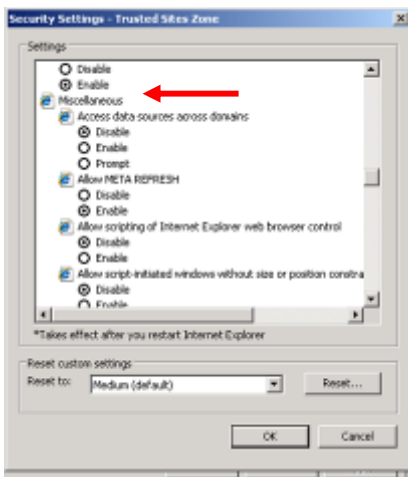 Security Settings - Trusted Sites Zone
Settings
Disable
Enable
Miscellaneous
Access data sources across domains
Disable
Enable
Prompt
Allow META REFRESH
Disable
Enable
Allow scripting of Internet Explorer web browser control
Disable
Enable
Allow script-initiated windows without size or position constra
Disable
Enable
*Takes effect after you restart Internet Explorer
Reset custom settings
Reset to:
Medium (default)
Reset...
OK
Cancel